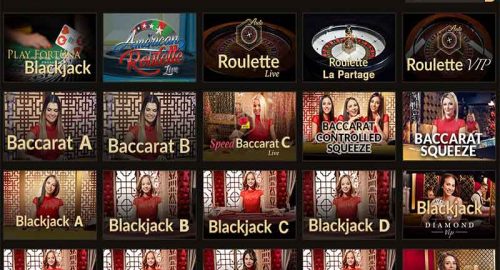 PLAY FORTUNA
Blackjack
American
Roulette
Live
Auto
Roulette
Live
Roulette
La Partage
Auto
Roulette VIP
Baccarat A
Baccarat B
Speed Baccarat C
Live
BACCARAT
CONTROLLED
SQUEEZE
BACCARAT
SQUEEZE
Blackjack A
Blackjack B
Blackjack C
Blackjack D
Blackjack
DIAMOND
Vip